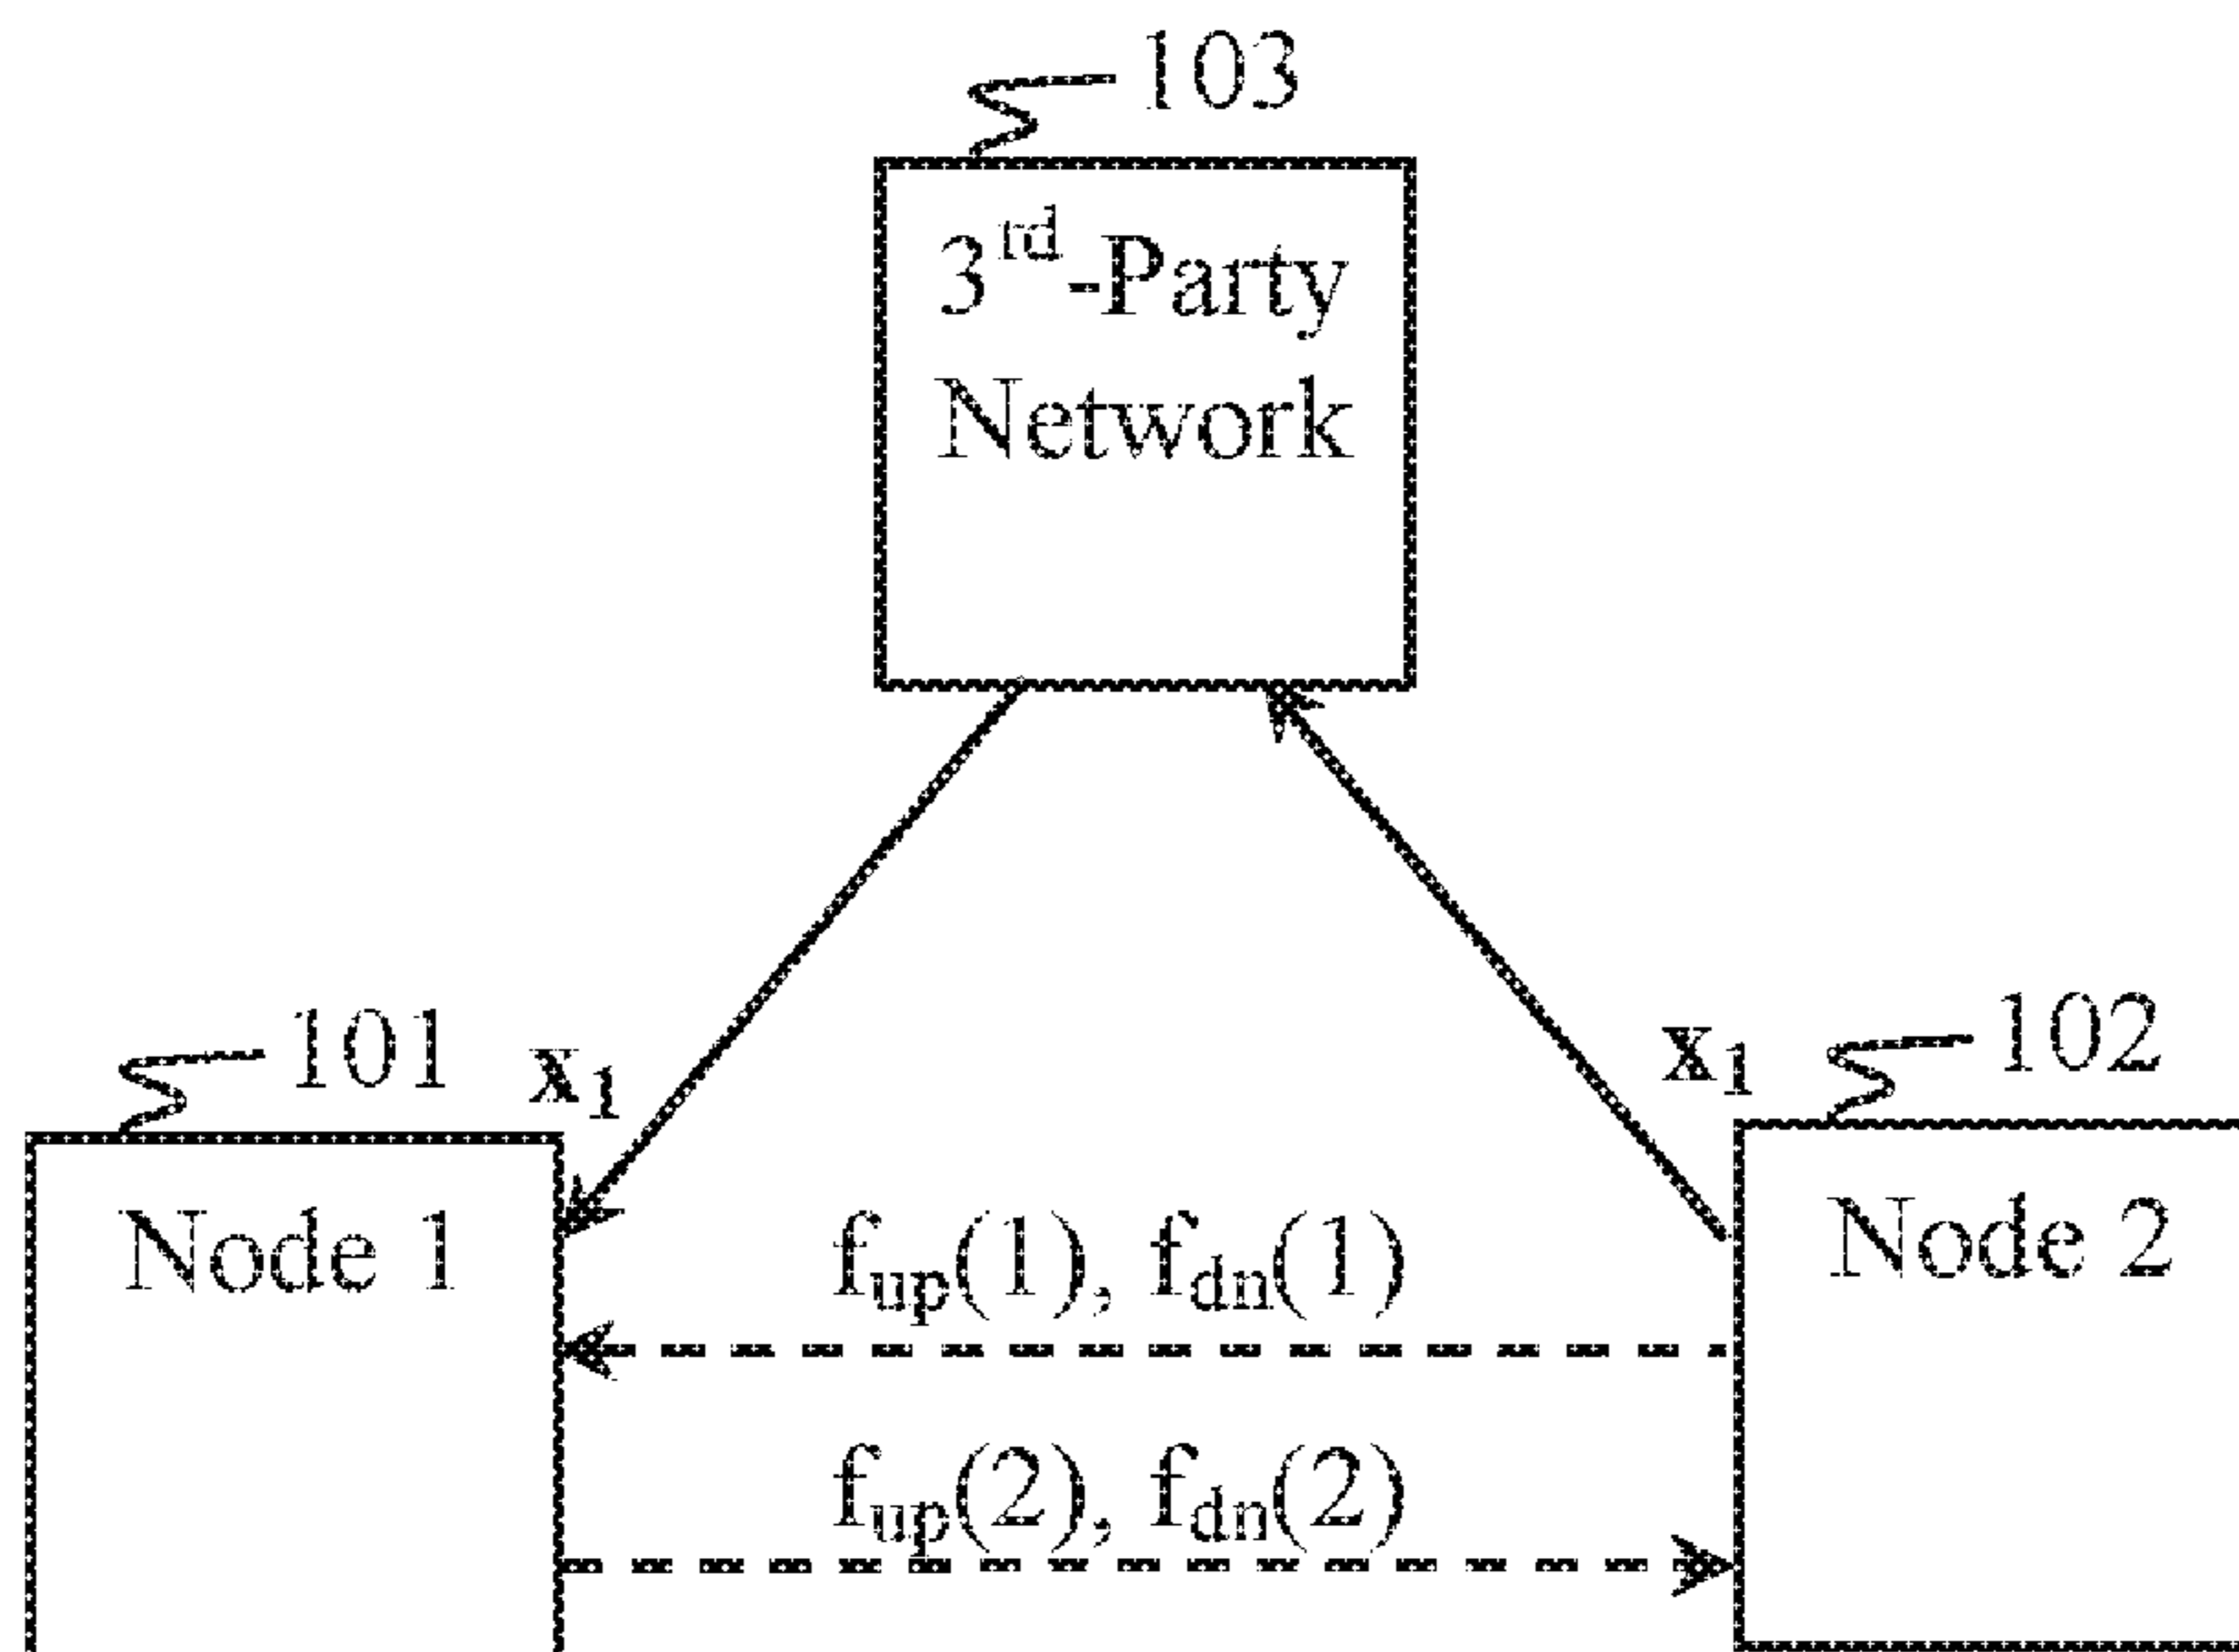 103
3rd-Party
Network
101
x1
x1
102
Node 1
fup(1), fdn(1)
Node 2
fup(2), fdn(2)